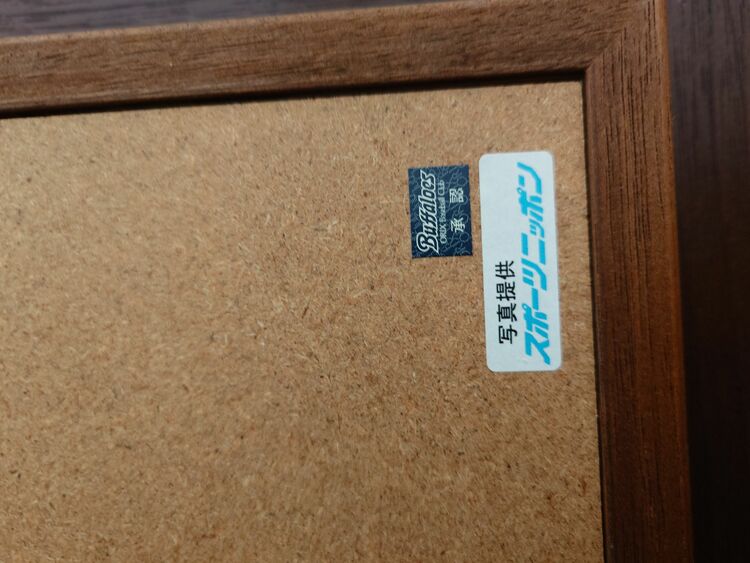 Buffaloes
ORIX Baseball Club
承認
写真提供
スポーツニッポン